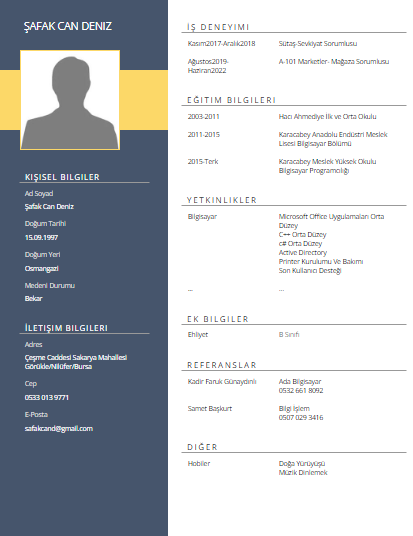 ŞAFAK CAN DENIZ
KIŞISEL BILGILER
Ad Soyad
Şafak Can Deniz
Doğum Tarihi
15.09.1997
Doğum Yeri
Osmangazi
Medeni Durumu
Bekar
İLETIŞIM BILGILERI
Adres
Çeşme Caddesi Sakarya Mahallesi
Görükle/Nilüfer/Bursa
Cep
0533 013 9771
E-Posta
safakcand@gmail.com
İŞ DENEYIMI
Kasım2017-Aralık2018 Sütaş-Sevkiyat Sorumlusu
Ağustos2019- A-101 Marketler- Mağaza Sorumlusu
Haziran2022
EĞITIM BILGILERI
2003-2011 Hacı Ahmediye İlk ve Orta Okulu
2011-2015 Karacabey Anadolu Endüstri Meslek
Lisesi Bilgisayar Bölümü
2015-Terk Karacabey Meslek Yüksek Okulu
Bilgisayar Programcılığı
YETKINLIKLER
Bilgisayar Microsoft Office Uygulamaları Orta
Düzey
C++ Orta Düzey
c# Orta Düzey
Active Directory
Printer Kurulumu Ve Bakımı
Son Kullanıcı Desteği
... ...
EK BILGILER
Ehliyet B Sınıfı
REFERANSLAR
Kadir Faruk Günaydınlı Ada Bilgisayar
0532 661 8092
Samet Başkurt Bilgi İşlem
0507 029 3416
DIĞER
Hobiler Doğa Yürüyüşü
Müzik Dinlemek